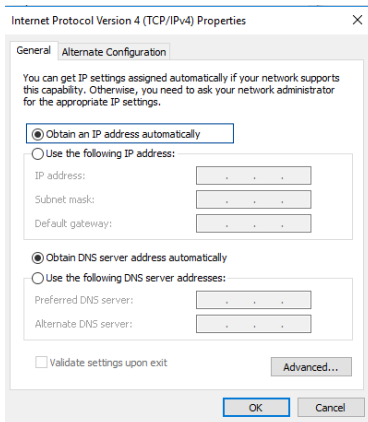 Internet Protocol Version 4 (TCP/IPv4) Properties
General
Alternate Configuration
You can get IP settings assigned automatically if your network supports
this capability. Otherwise, you need to ask your network administrator
for the appropriate IP settings.
Obtain an IP address automatically
Use the following IP address:
IP address:
Subnet mask:
Default gateway:
Obtain DNS server address automatically
Use the following DNS server addresses:
Preferred DNS server:
Alternate DNS server:
Validate settings upon exit
Advanced...
OK
Cancel